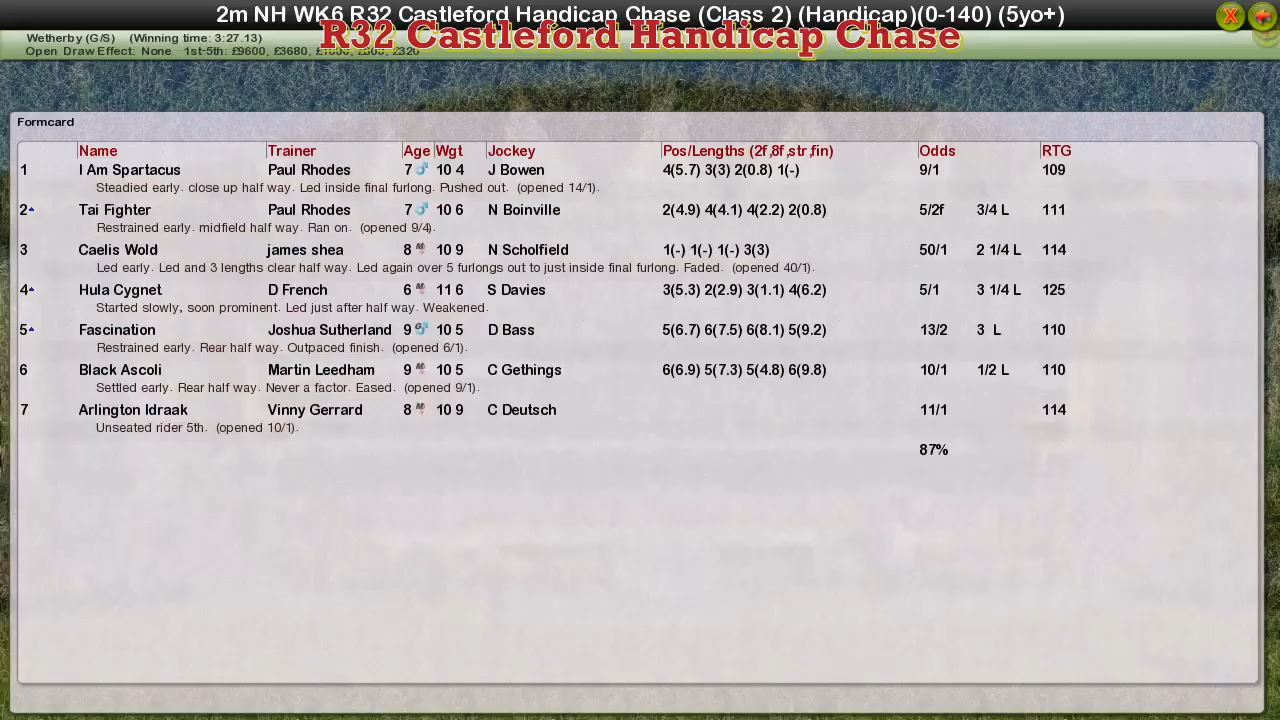 2m NH WK6 R32 Castleford Handicap Chase (Class 2) (Handicap)(0-140) (5yo+)
R32 Castleford Handicap Chase
Wetherby (G/S) (Winning time: 3:27.13)
Open Draw Effect: None. 1st-5th: £9600, £3680, £320
Formcard
Name Trainer Age Wgt Jockey Pos/Lengths (2f,8f,str,fin) Odds RTG
1 I Am Spartacus Paul Rhodes 7 10 4 J Bowen 4(5.7) 3(3) 2(0.8) 1(-) 9/1 109
Steadied early. close up half way. Led inside final furlong. Pushed out. (opened 14/1).
2 Tai Fighter Paul Rhodes 7 10 6 N Boinville 2(4.9) 4(4.1) 4(2.2) 2(0.8) 5/2f 3/4 L 111
Restrained early. midfield half way. Ran on. (opened 9/4).
3 Caelis Wold james shea 8 10 9 N Scholfield 1(-) 1(-) 1(-) 3(3) 50/1 2 1/4 L 114
Led early. Led and 3 lengths clear half way. Led again over 5 furlongs out to just inside final furlong. Faded. (opened 40/1).
4 Hula Cygnet D French 6 11 6 S Davies 3(5.3) 2(2.9) 3(1.1) 4(6.2) 5/1 3 1/4 L 125
Started slowly, soon prominent. Led just after half way. Weakened.
5 Fascination Joshua Sutherland 9 10 5 D Bass 5(6.7) 6(7.5) 6(8.1) 5(9.2) 13/2 3 L 110
Restrained early. Rear half way. Outpaced finish. (opened 6/1).
6 Black Ascoli Martin Leedham 9 10 5 C Gethings 6(6.9) 5(7.3) 5(4.8) 6(9.8) 10/1 1/2 L 110
Settled early. Rear half way. Never a factor. Eased. (opened 9/1).
7 Arlington Idraak Vinny Gerrard 8 10 9 C Deutsch 11/1 114
Unseated rider 5th. (opened 10/1).
87%